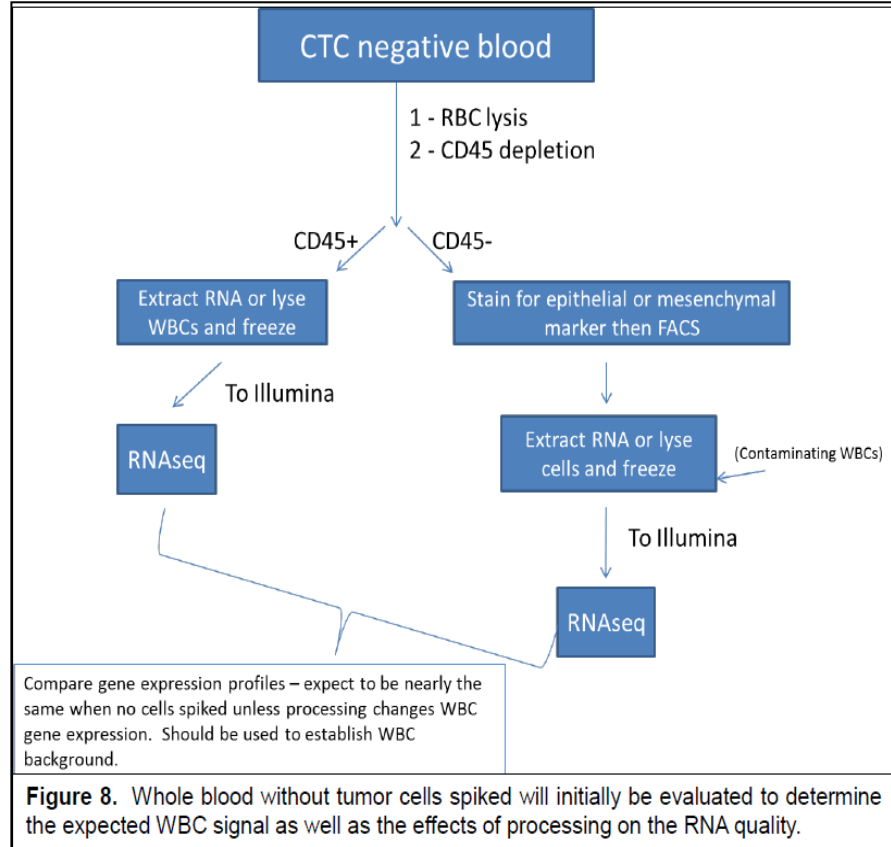 CTC negative blood
1 - RBC lysis
2 - CD45 depletion
CD45+
CD45-
Extract RNA or lyse
WBCs and freeze
Stain for epithelial or mesenchymal
marker then FACS
To Illumina
RNAseq
Extract RNA or lyse
cells and freeze
(Contaminating WBCs)
To Illumina
RNAseq
Compare gene expression profiles – expect to be nearly the
same when no cells spiked unless processing changes WBC
gene expression.  Should be used to establish WBC
background.
Figure 8.  Whole blood without tumor cells spiked will initially be evaluated to determine
the expected WBC signal as well as the effects of processing on the RNA quality.